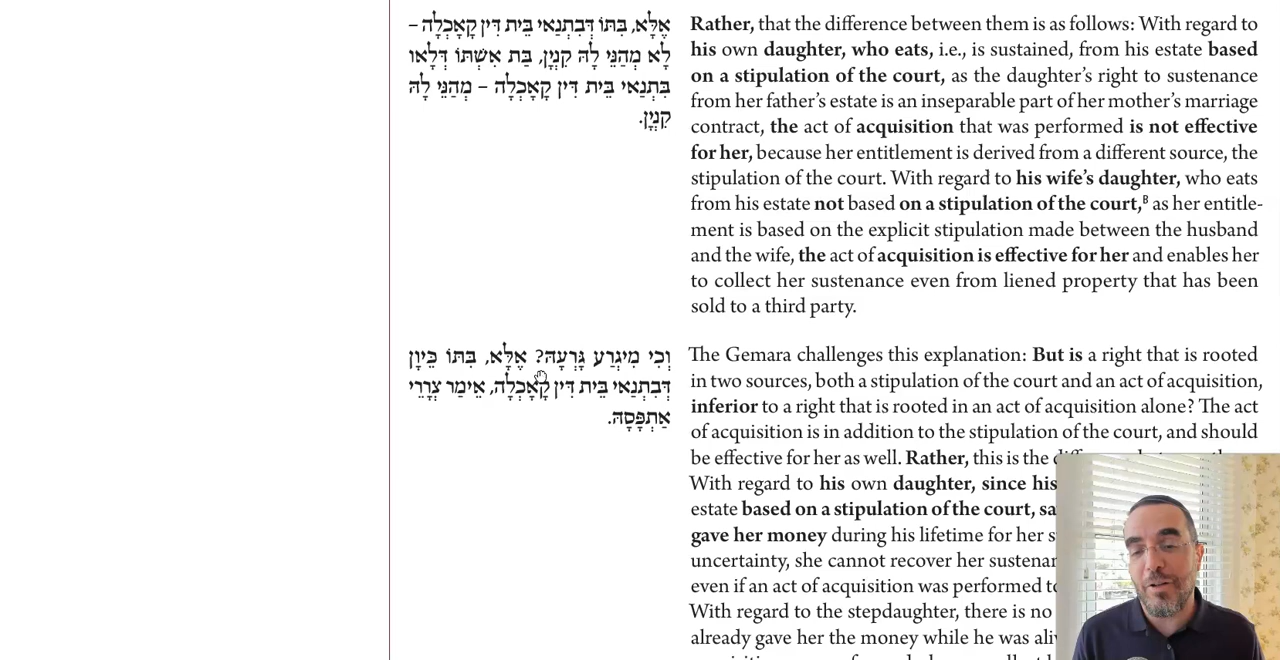 אֶלָּא, בִּתּוֹ דְּבִתְנַאי בֵּית דִּין קָאָכְלָה –
לָא מְהַנֵּי לַהּ קִנְיָן, בַּת אִשְׁתּוֹ דְּלָאו
בִּתְנַאי בֵּית דִּין קָאָכְלָה – מְהַנֵּי לַהּ
קִנְיָן.
Rather, that the difference between them is as follows: With regard to
his own daughter, who eats, i.e., is sustained, from his estate based
on a stipulation of the court, as the daughter's right to sustenance
from her father's estate is an inseparable part of her mother's marriage
contract, the act of acquisition that was performed is not effective
for her, because her entitlement is derived from a different source, the
stipulation of the court. With regard to his wife's daughter, who eats
from his estate not based on a stipulation of the court,ᴮ as her entitle-
ment is based on the explicit stipulation made between the husband
and the wife, the act of acquisition is effective for her and enables her
to collect her sustenance even from liened property that has been
sold to a third party.
וְכִי מִיגְרַע גָּרְעָה? אֶלָּא, בִּתּוֹ כֵּיוָן
דְּבִתְנַאי בֵּית דִּין קָאָכְלָה, אֵימַר צְרָרֵי
אַתְפְּסַהּ.
The Gemara challenges this explanation: But is a right that is rooted
in two sources, both a stipulation of the court and an act of acquisition,
inferior to a right that is rooted in an act of acquisition alone? The act
of acquisition is in addition to the stipulation of the court, and should
be effective for her as well. Rather, this is the
With regard to his own daughter, since his
estate based on a stipulation of the court, sa
gave her money during his lifetime for her s
uncertainty, she cannot recover her sustenan
even if an act of acquisition was performed to
With regard to the stepdaughter, there is no
already gave her the money while he was aliv